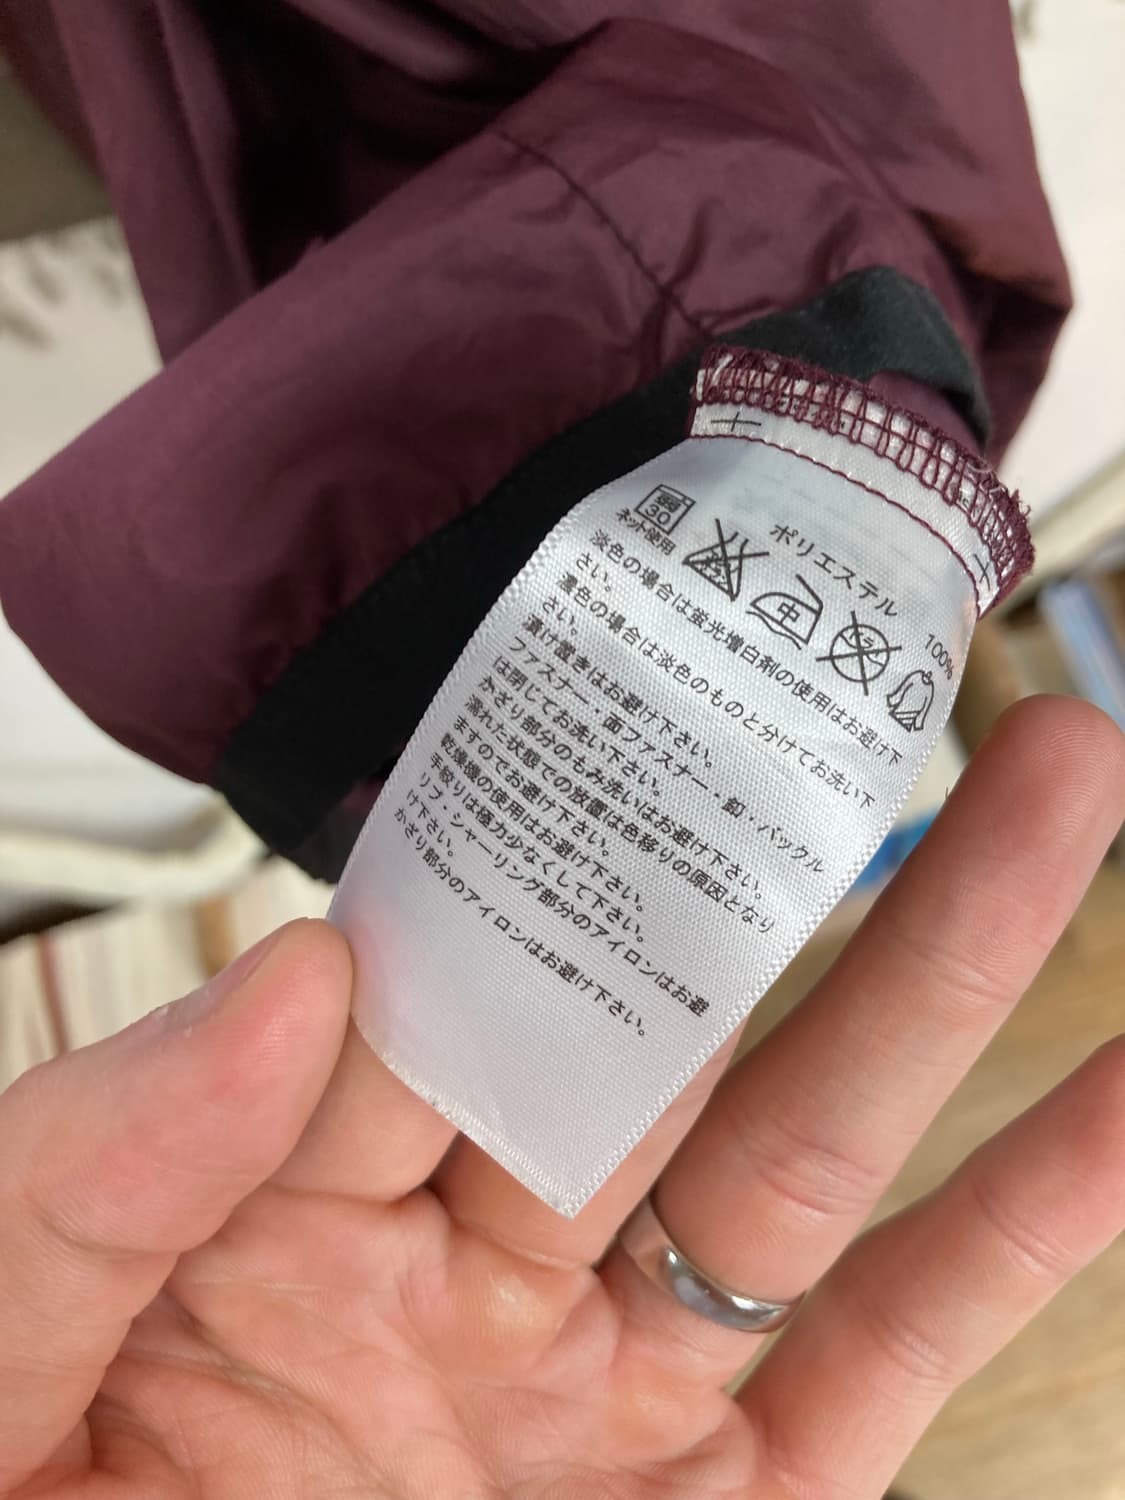 ポリエステル 100%
弱
30
ネット使用
中
淡色の場合は蛍光増白剤の使用はお避け下
さい。
濃色の場合は淡色のものと分けてお洗い下
さい。
漬け置きはお避け下さい。
ファスナー・面ファスナー・釦・バックル
は閉じてお洗い下さい。
かざり部分のもみ洗いはお避け下さい。
濡れた状態での放置は色移りの原因となり
ますのでお避け下さい。
乾燥機の使用はお避け下さい。
手絞りは極力少なくして下さい。
リブ・シャーリング部分のアイロンはお避
け下さい。
かざり部分のアイロンはお避け下さい。